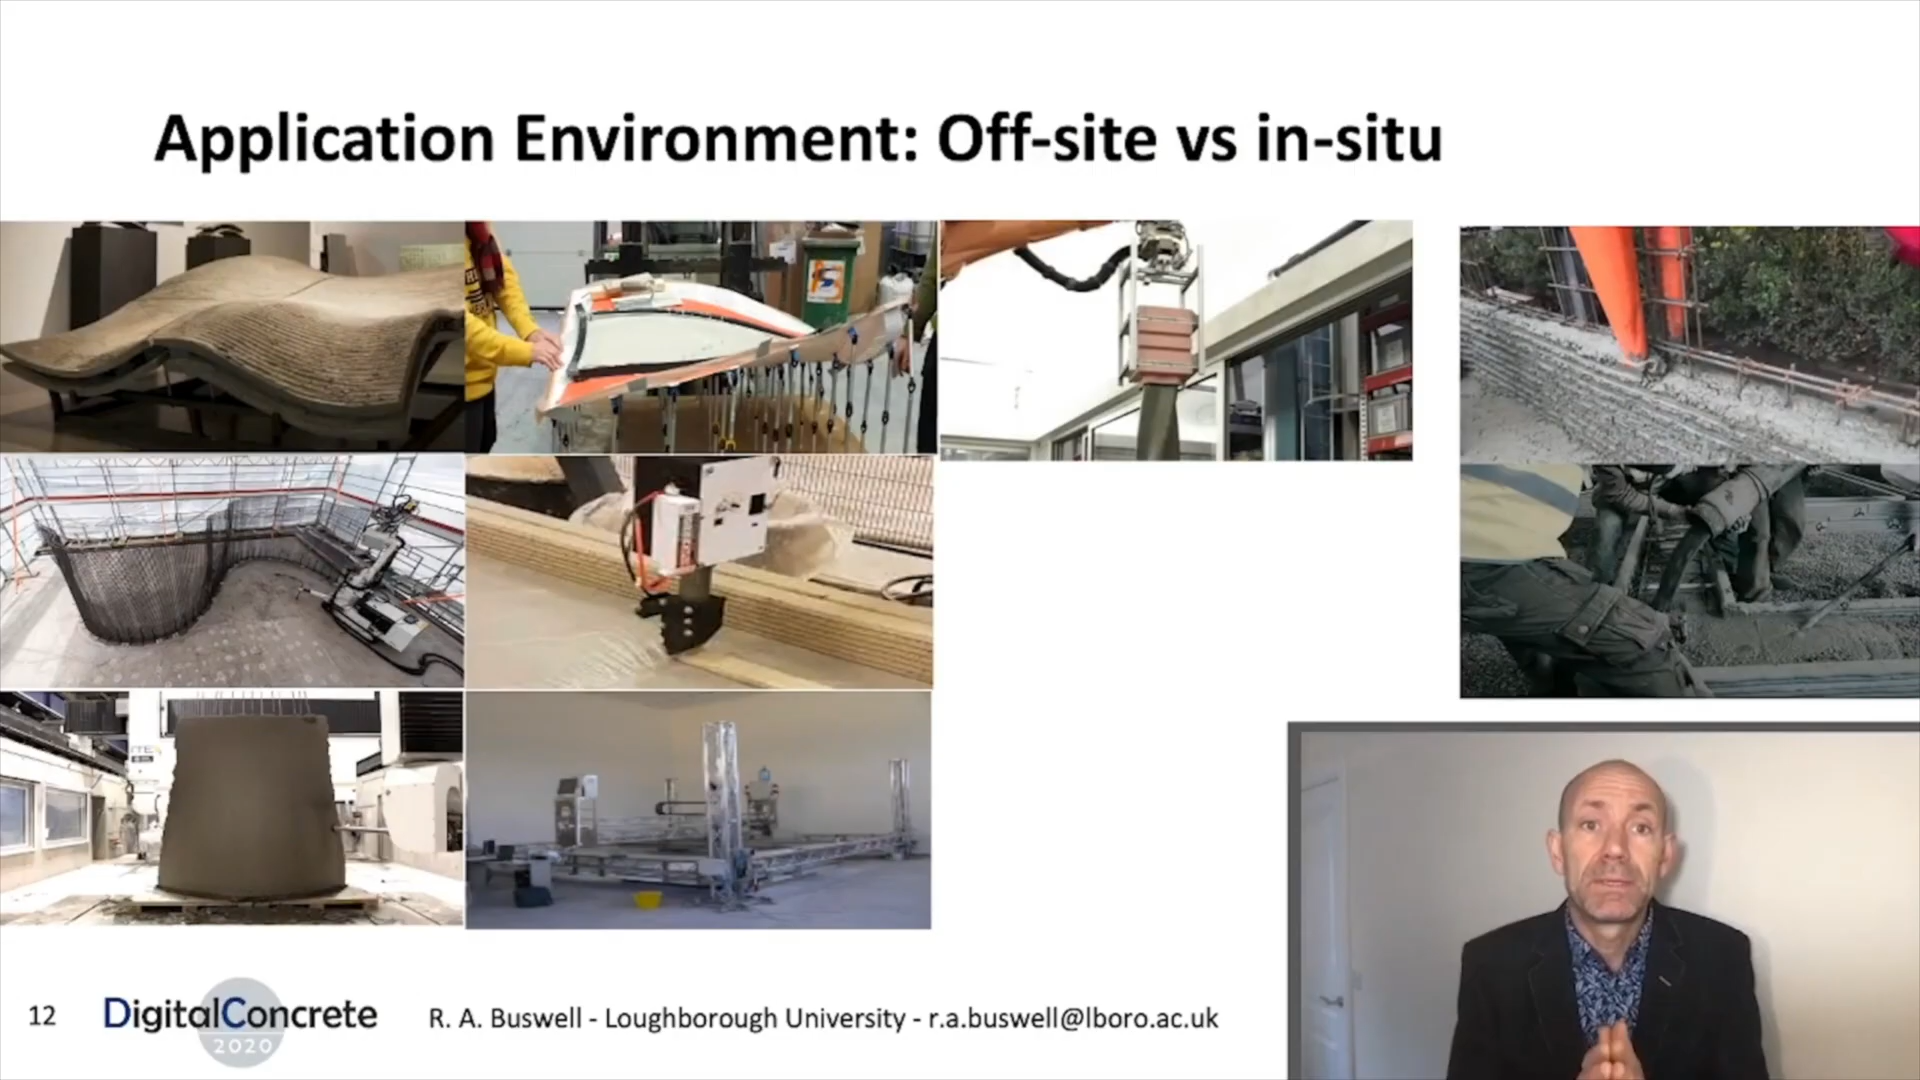 Application Environment: Off-site vs in-situ
12
DigitalConcrete
2020
R. A. Buswell - Loughborough University - r.a.buswell@lboro.ac.uk